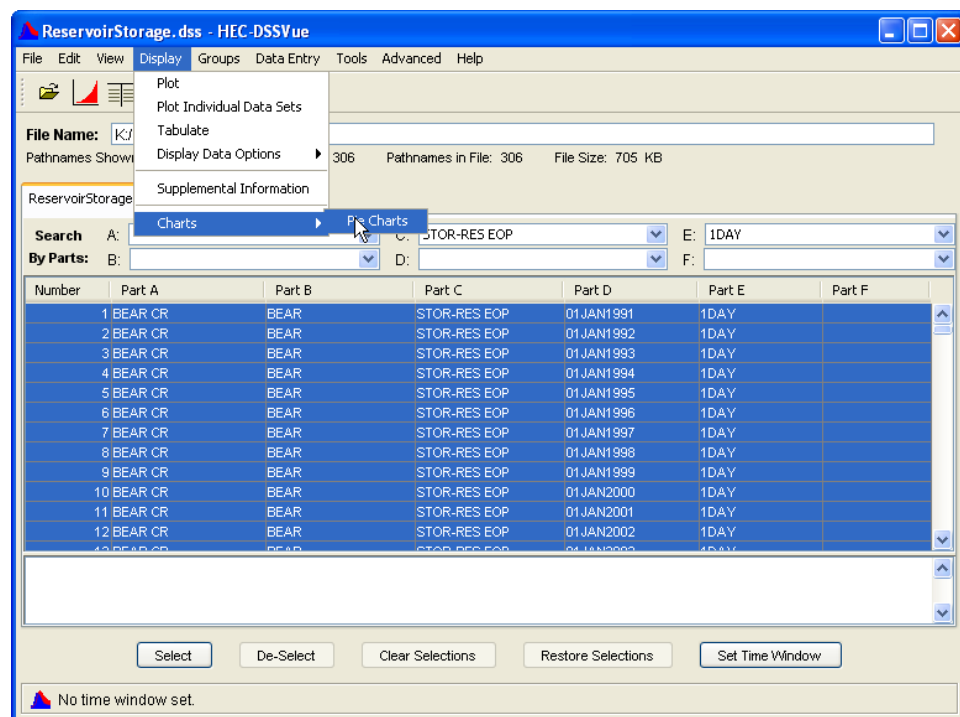 ReservoirStorage.dss - HEC-DSSVue
File Edit View Display Groups Data Entry Tools Advanced Help
Plot
Plot Individual Data Sets
Tabulate
Display Data Options
Supplemental Information
Charts
Pie Charts
File Name: K:/
Pathnames Shown 306 Pathnames in File: 306 File Size: 705 KB
ReservoirStorage
Search A: C: STOR-RES EOP E: 1DAY
By Parts: B: D: F:
Number Part A Part B Part C Part D Part E Part F
1 BEAR CR BEAR STOR-RES EOP 01JAN1991 1DAY
2 BEAR CR BEAR STOR-RES EOP 01JAN1992 1DAY
3 BEAR CR BEAR STOR-RES EOP 01JAN1993 1DAY
4 BEAR CR BEAR STOR-RES EOP 01JAN1994 1DAY
5 BEAR CR BEAR STOR-RES EOP 01JAN1995 1DAY
6 BEAR CR BEAR STOR-RES EOP 01JAN1996 1DAY
7 BEAR CR BEAR STOR-RES EOP 01JAN1997 1DAY
8 BEAR CR BEAR STOR-RES EOP 01JAN1998 1DAY
9 BEAR CR BEAR STOR-RES EOP 01JAN1999 1DAY
10 BEAR CR BEAR STOR-RES EOP 01JAN2000 1DAY
11 BEAR CR BEAR STOR-RES EOP 01JAN2001 1DAY
12 BEAR CR BEAR STOR-RES EOP 01JAN2002 1DAY
Select De-Select Clear Selections Restore Selections Set Time Window
No time window set.